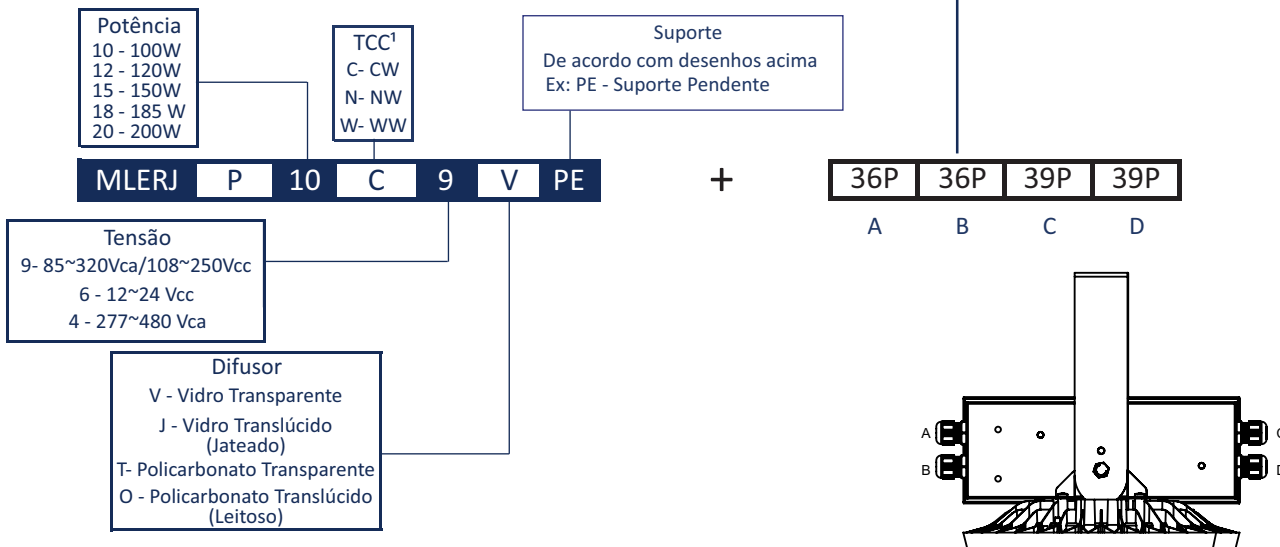 Potência
10 - 100W
12 - 120W
15 - 150W
18 - 185 W
20 - 200W
TCC¹
C- CW
N- NW
W- WW
Suporte
De acordo com desenhos acima
Ex: PE - Suporte Pendente
MLERJ P 10 C 9 V PE + 36P 36P 39P 39P
A B C D
Tensão
9- 85~320Vca/108~250Vcc
6 - 12~24 Vcc
4 - 277~480 Vca
Difusor
V - Vidro Transparente
J - Vidro Translúcido
(Jateado)
T- Policarbonato Transparente
O - Policarbonato Translúcido
(Leitoso)
A C
B D